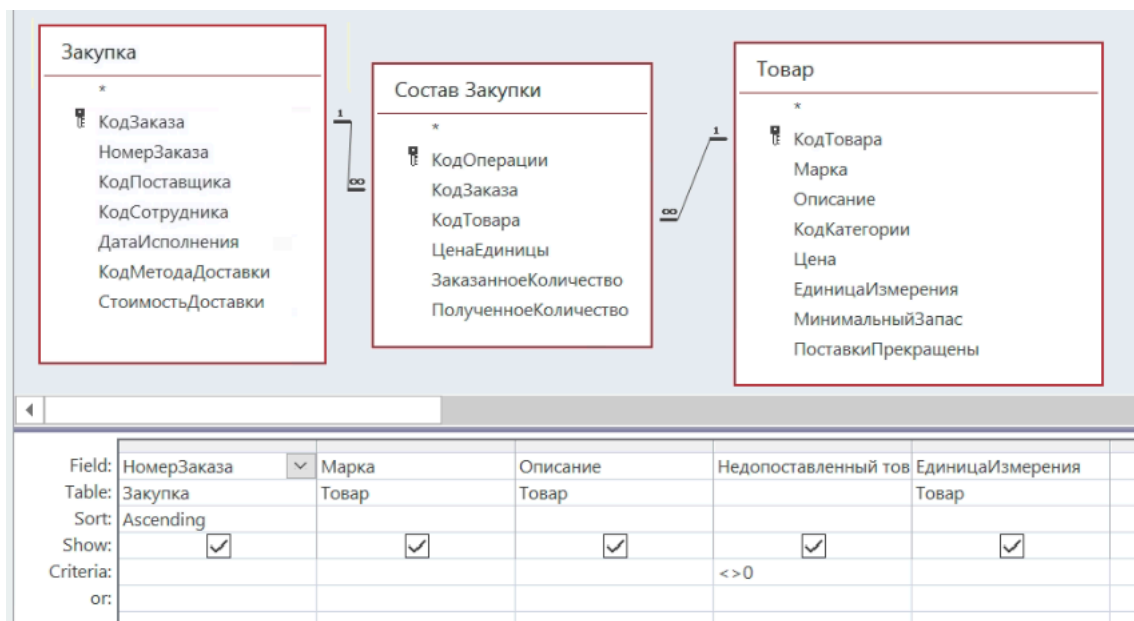 Закупка
*
КодЗаказа
НомерЗаказа
КодПоставщика
КодСотрудника
ДатаИсполнения
КодМетодаДоставки
СтоимостьДоставки
1
∞
Состав Закупки
*
КодОперации
КодЗаказа
КодТовара
ЦенаЕдиницы
ЗаказанноеКоличество
ПолученноеКоличество
1
∞
Товар
*
КодТовара
Марка
Описание
КодКатегории
Цена
ЕдиницаИзмерения
МинимальныйЗапас
ПоставкиПрекращены
Field: НомерЗаказа Марка Описание Недопоставленный тов ЕдиницаИзмерения
Table: Закупка Товар Товар Товар
Sort: Ascending
Show:
Criteria: <>0
or: